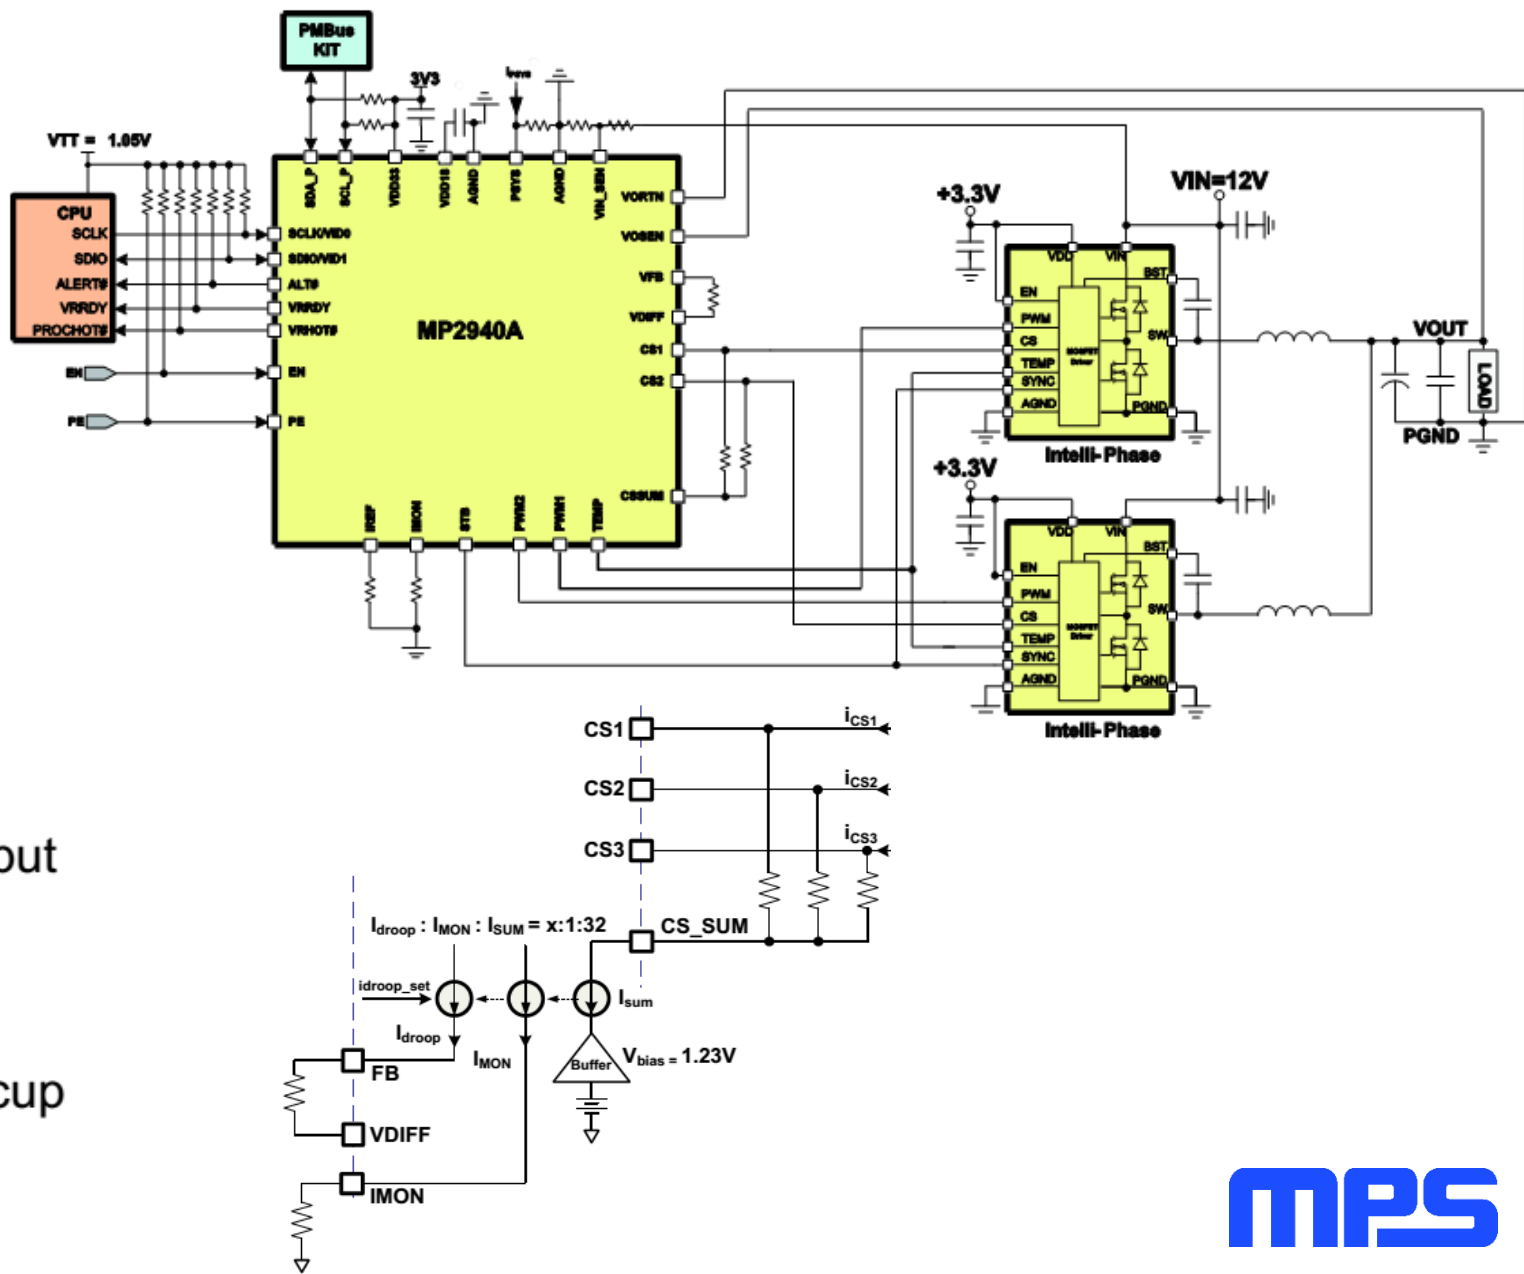 PMBus
KIT
3V3
VTT = 1.05V
CPU
SCLK
SDIO
ALERT#
VRRDY
PROCHOT#
EN
PE
SDA_P
SCL_P
VDD33
VDD18
AGND
PSYS
AGND
VIN_SEN
SCLK/VID0
SDIO/VID1
ALT#
VRRDY
VRHOT#
EN
PE
MP2940A
VORTN
VOSEN
VFB
VDIFF
CS1
CS2
CSSUM
IREF
IMON
STB
PWM2
PWM1
TEMP
+3.3V
VIN=12V
VDD
VIN
BST
EN
PWM
CS
TEMP
SYNC
AGND
MOSFET
Driver
SW
PGND
Intelli-Phase
VOUT
LOAD
PGND
+3.3V
VDD
VIN
BST
EN
PWM
CS
TEMP
SYNC
AGND
MOSFET
Driver
SW
PGND
Intelli-Phase
CS1
iCS1
CS2
iCS2
CS3
iCS3
CS_SUM
Idroop : IMON : ISUM = x:1:32
idroop_set
Isum
Idroop
IMON
Buffer
Vbias = 1.23V
FB
VDIFF
IMON
out
cup
mPS